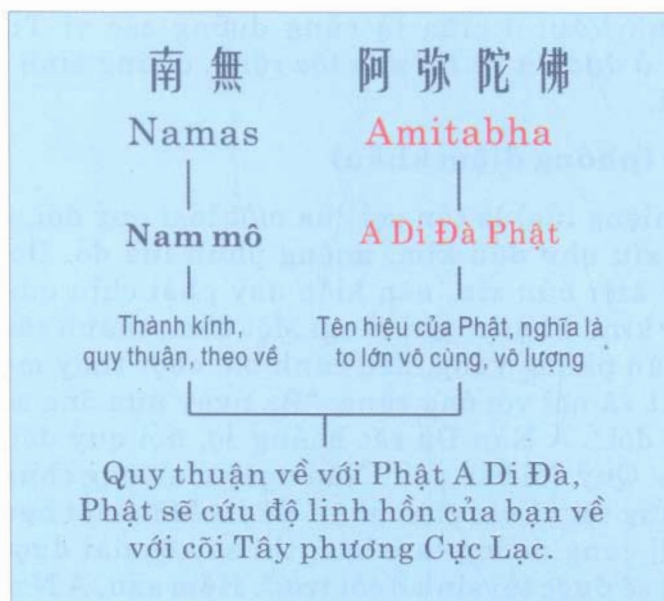 南無 阿弥陀佛
Namas Amitabha
Nam mô A Di Đà Phật
Thành kính, Tên hiệu của Phật, nghĩa là
quy thuận, theo về to lớn vô cùng, vô lượng
Quy thuận về với Phật A Di Đà,
Phật sẽ cứu độ linh hồn của bạn về
với cõi Tây phương Cực Lạc.